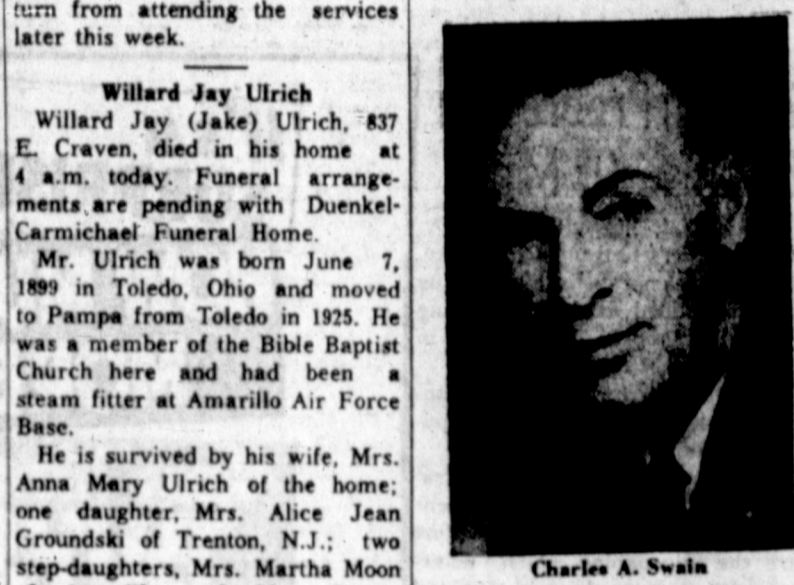 turn from attending the services
later this week.
Willard Jay Ulrich
Willard Jay (Jake) Ulrich, 837
E. Craven, died in his home at
4 a.m. today. Funeral arrange-
ments are pending with Duenkel-
Carmichael Funeral Home.
Mr. Ulrich was born June 7,
1899 in Toledo, Ohio and moved
to Pampa from Toledo in 1925. He
was a member of the Bible Baptist
Church here and had been a
steam fitter at Amarillo Air Force
Base.
He is survived by his wife, Mrs.
Anna Mary Ulrich of the home;
one daughter, Mrs. Alice Jean
Groundski of Trenton, N.J.; two
step-daughters, Mrs. Martha Moon
Charles A. Swain